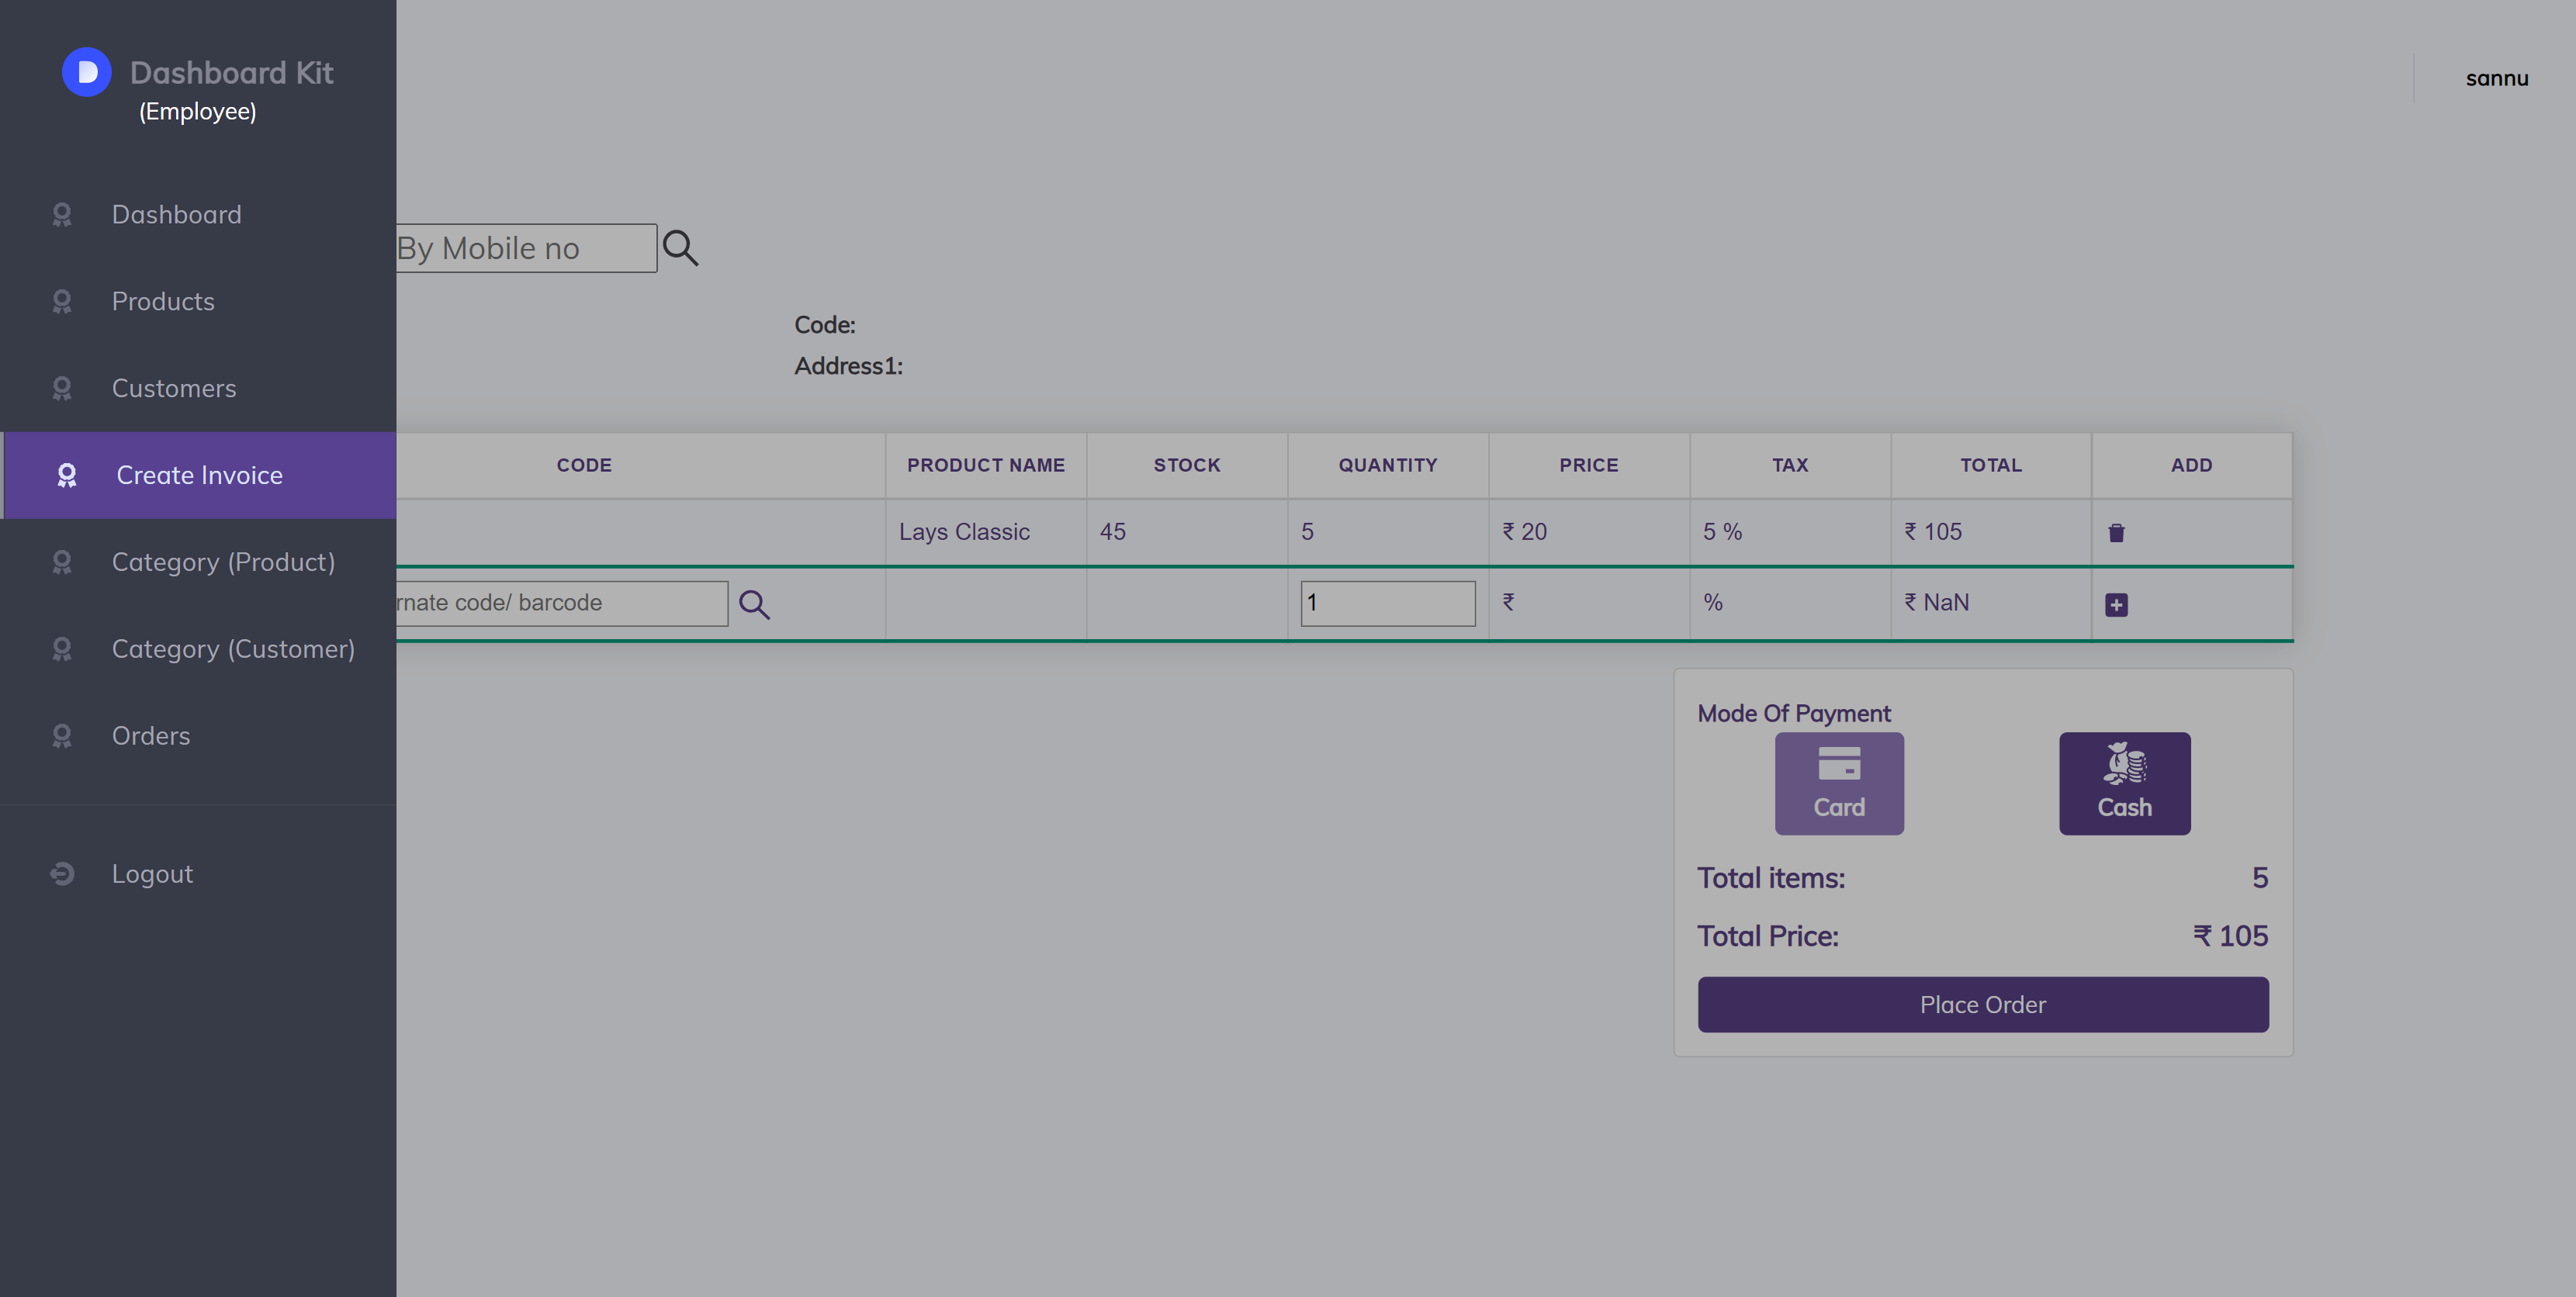 Dashboard Kit
(Employee)
sannu
Dashboard
Products
Customers
Create Invoice
Category (Product)
Category (Customer)
Orders
Logout
By Mobile no
Code:
Address1:
CODE PRODUCT NAME STOCK QUANTITY PRICE TAX TOTAL ADD
Lays Classic 45 5 ₹ 20 5 % ₹ 105
rnate code/ barcode 1 ₹ % ₹ NaN
Mode Of Payment
Card Cash
Total items: 5
Total Price: ₹ 105
Place Order